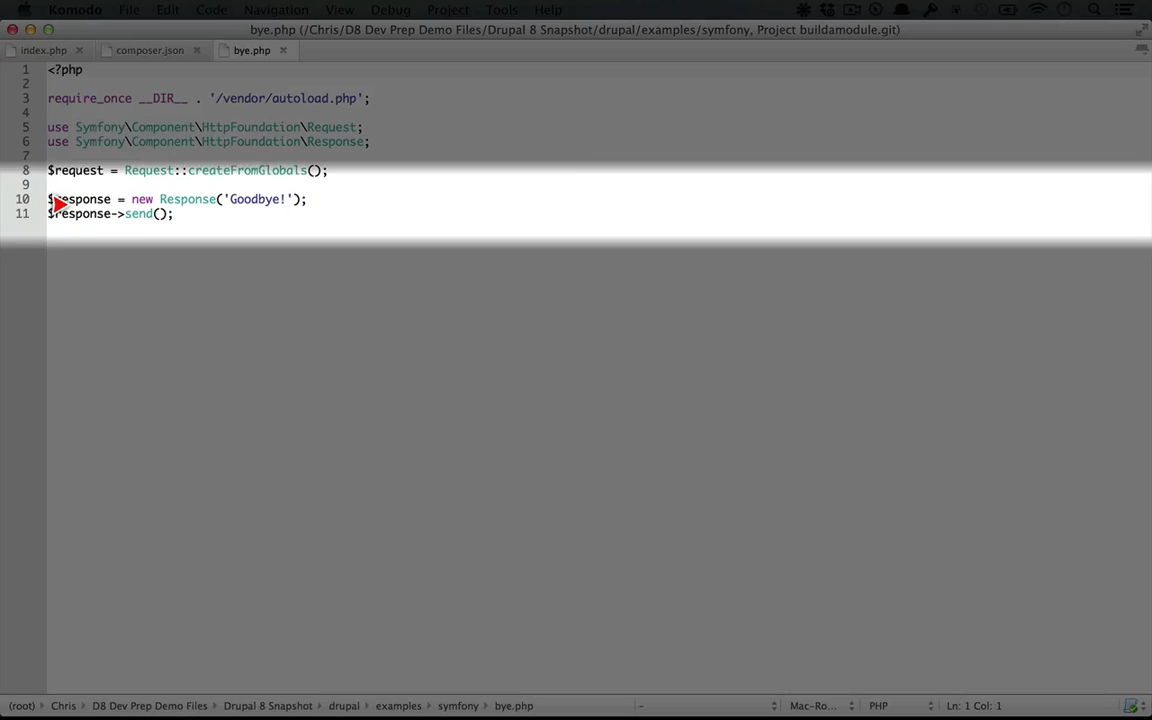 Komodo File Edit Code Navigation View Debug Project Tools Help
bye.php (/Chris/D8 Dev Prep Demo Files/Drupal 8 Snapshot/drupal/examples/symfony, Project buildamodule.git)
index.php composer.json bye.php
1 <?php
2
3 require_once __DIR__ . '/vendor/autoload.php';
4
5 use Symfony\Component\HttpFoundation\Request;
6 use Symfony\Component\HttpFoundation\Response;
7
8 $request = Request::createFromGlobals();
9
10 $response = new Response('Goodbye!');
11 $response->send();
(root) Chris D8 Dev Prep Demo Files Drupal 8 Snapshot drupal examples symfony bye.php - Mac-Ro... PHP Ln: 1 Col: 1